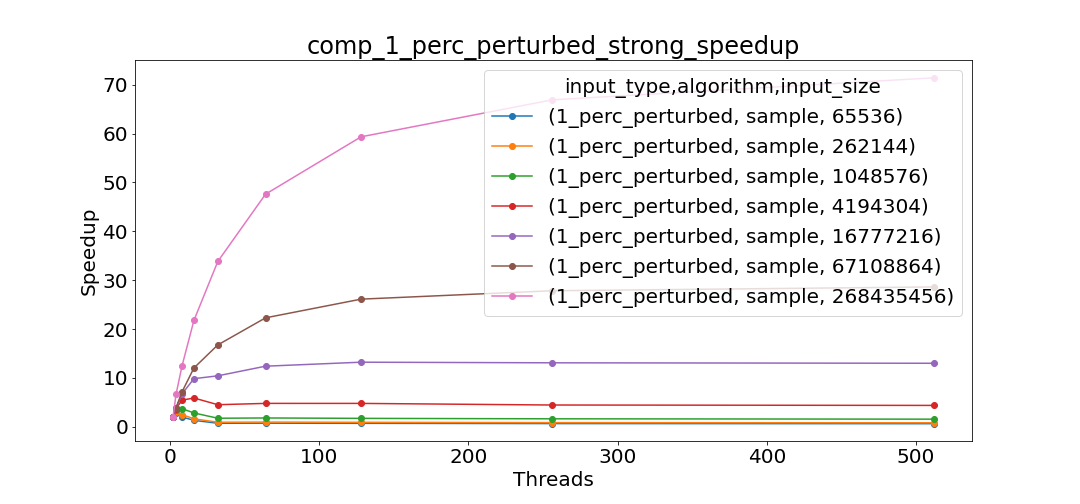 comp_1_perc_perturbed_strong_speedup
70
60
50
40
30
20
10
0
Speedup
input_type,algorithm,input_size
(1_perc_perturbed, sample, 65536)
(1_perc_perturbed, sample, 262144)
(1_perc_perturbed, sample, 1048576)
(1_perc_perturbed, sample, 4194304)
(1_perc_perturbed, sample, 16777216)
(1_perc_perturbed, sample, 67108864)
(1_perc_perturbed, sample, 268435456)
0 100 200 300 400 500
Threads